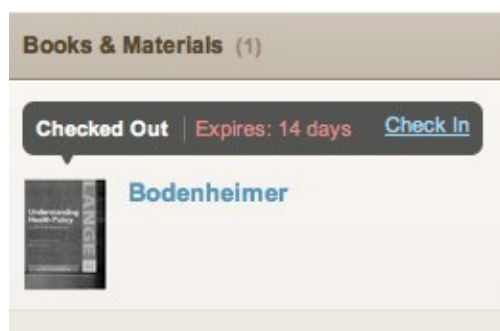 Books & Materials (1)
Checked Out | Expires: 14 days Check In
Bodenheimer
Understanding
Health Policy
LANGE